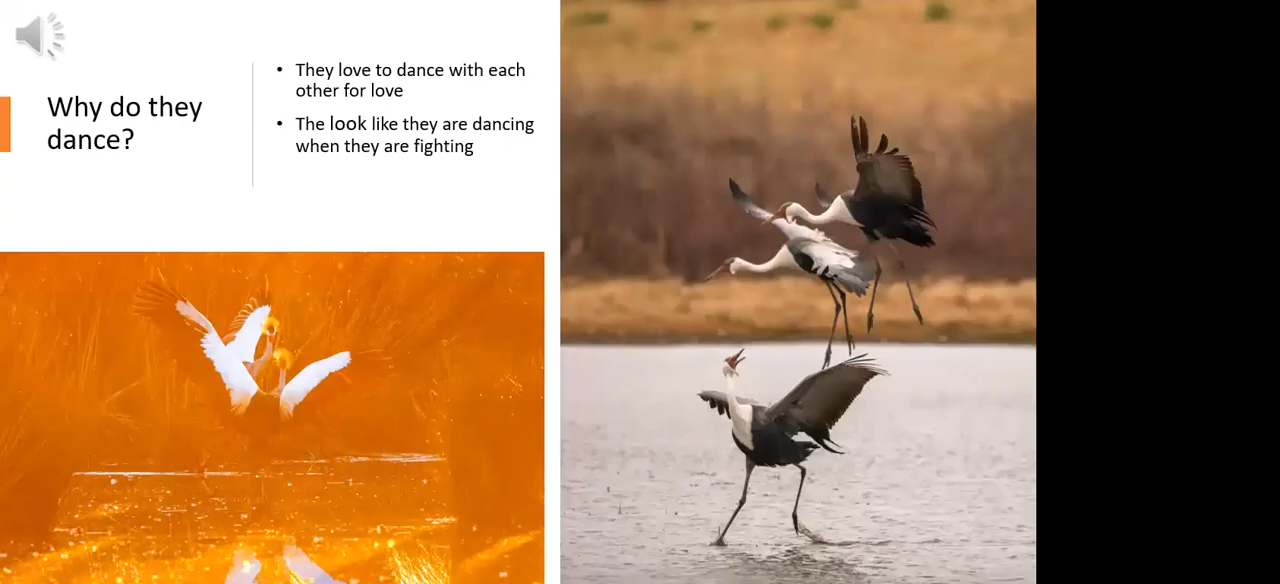 Why do they
dance?
• They love to dance with each
other for love
• The look like they are dancing
when they are fighting